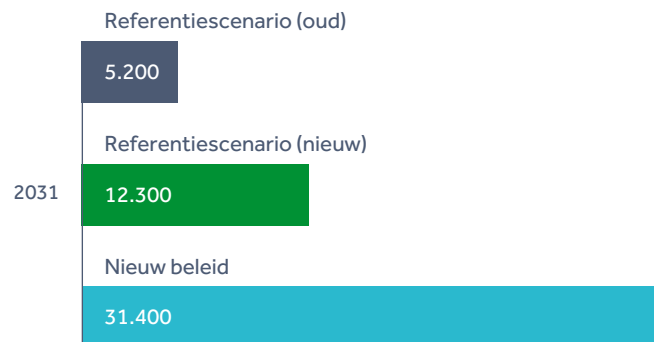 Referentiescenario (oud)
5.200
Referentiescenario (nieuw)
2031
12.300
Nieuw beleid
31.400